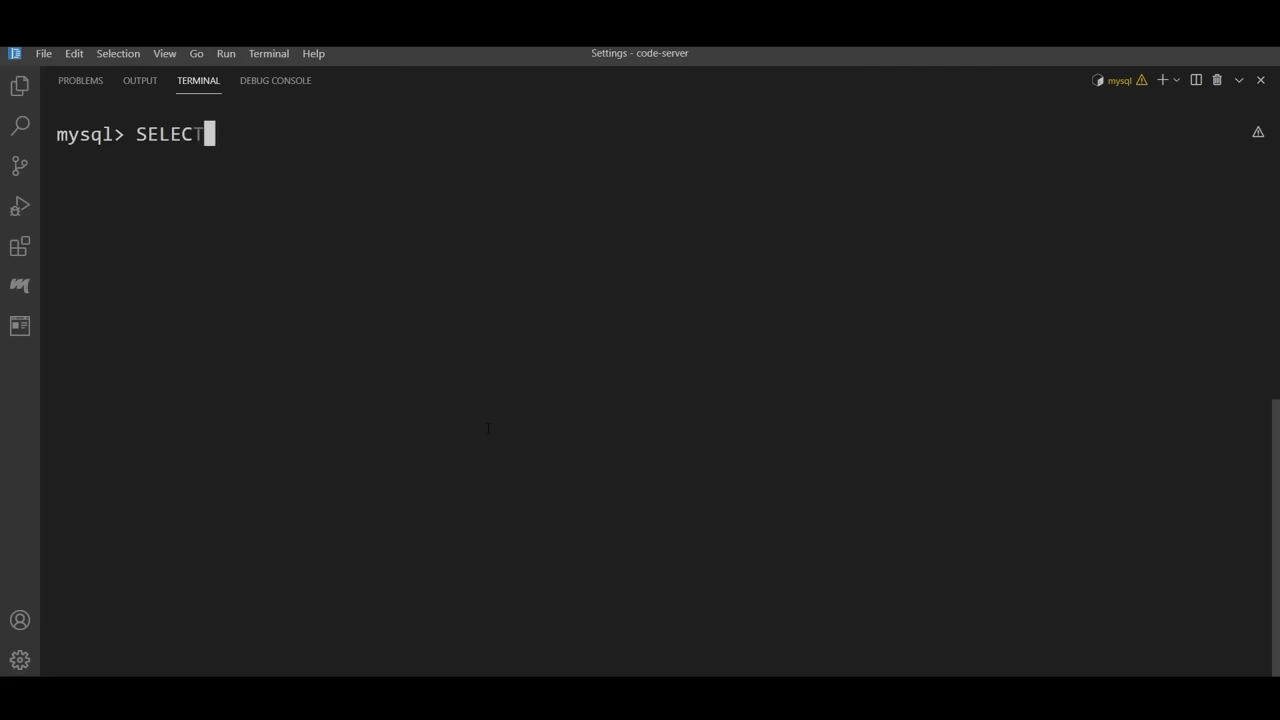 File Edit Selection View Go Run Terminal Help
Settings - code-server
PROBLEMS OUTPUT TERMINAL DEBUG CONSOLE
mysql
mysql> SELECT